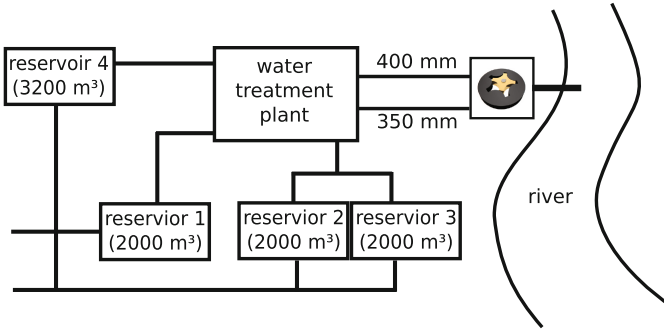 reservoir 4
(3200 m³)
water
treatment
plant
400 mm
350 mm
reservior 1
(2000 m³)
reservior 2
(2000 m³)
reservior 3
(2000 m³)
river